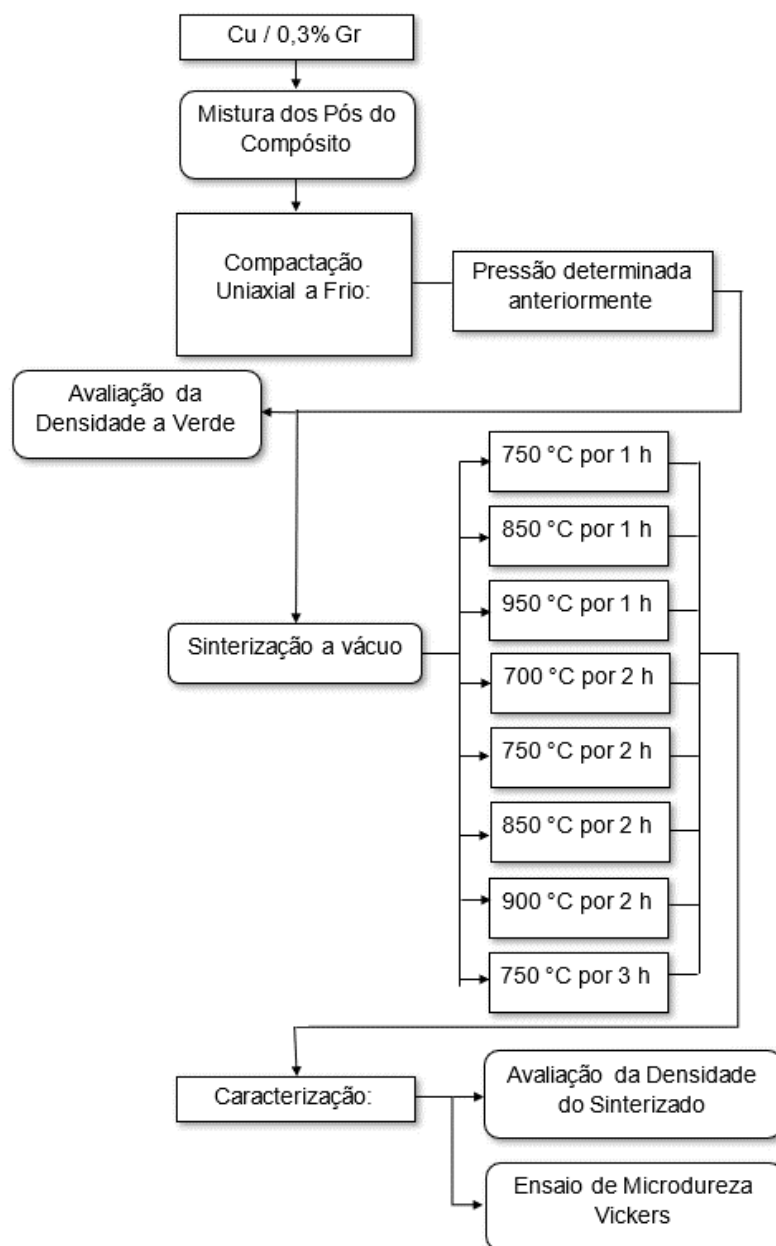 Cu / 0,3% Gr
Mistura dos Pós do
Compósito
Compactação
Uniaxial a Frio:
Pressão determinada
anteriormente
Avaliação da
Densidade a Verde
750 °C por 1 h
850 °C por 1 h
950 °C por 1 h
Sinterização a vácuo
700 °C por 2 h
750 °C por 2 h
850 °C por 2 h
900 °C por 2 h
750 °C por 3 h
Caracterização:
Avaliação da Densidade
do Sinterizado
Ensaio de Microdureza
Vickers